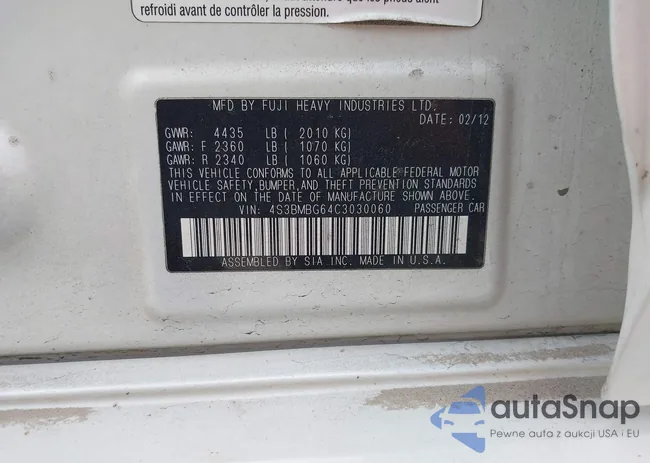 refroidi avant de contrôler la pression.
MFD BY FUJI HEAVY INDUSTRIES LTD.
DATE: 02/12
GVWR: 4435 LB ( 2010 KG)
GAWR: F 2360 LB ( 1070 KG)
GAWR: R 2340 LB ( 1060 KG)
THIS VEHICLE CONFORMS TO ALL APPLICABLE FEDERAL MOTOR
VEHICLE SAFETY, BUMPER, AND THEFT PREVENTION STANDARDS
IN EFFECT ON THE DATE OF MANUFACTURE SHOWN ABOVE.
VIN: 4S3BMBG64C3030060 PASSENGER CAR
ASSEMBLED BY SIA INC. MADE IN U.S.A.
autaSnap
Pewne auta z aukcji USA i EU